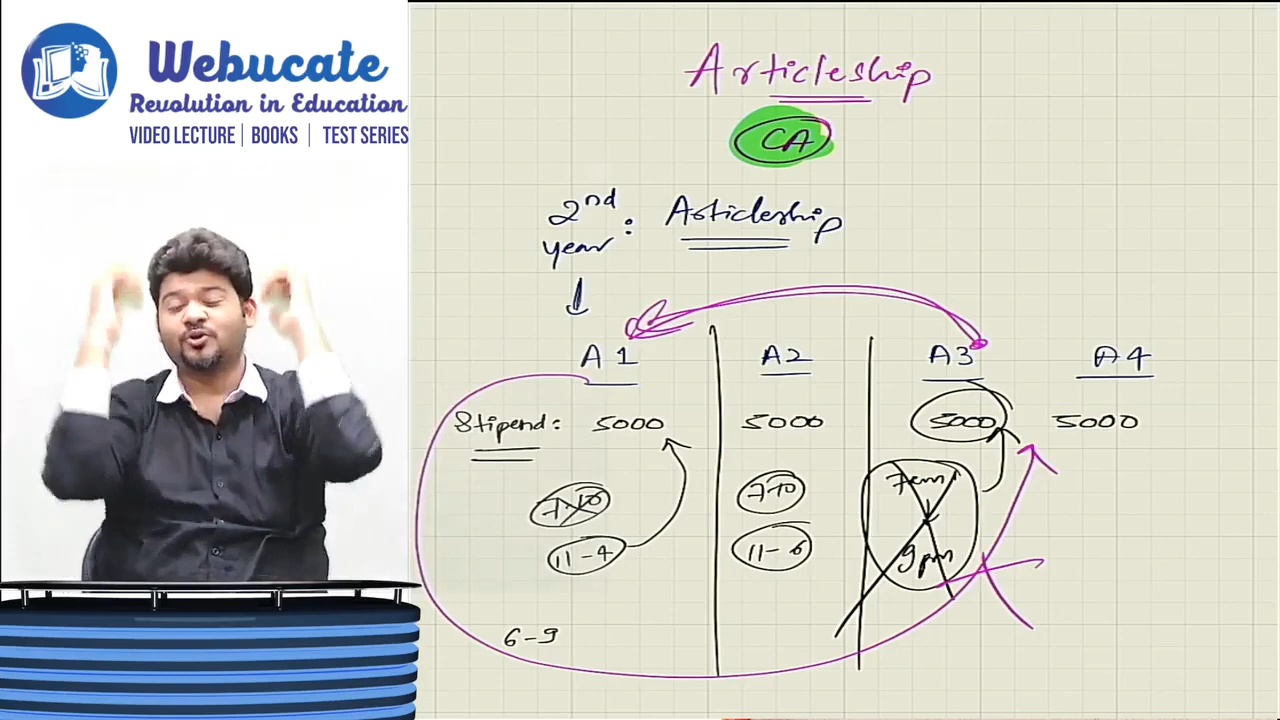 Webucate
Revolution in Education
VIDEO LECTURE | BOOKS | TEST SERIES
Articleship
CA
2nd year : Articleship
A1 A2 A3 A4
Stipend: 5000 5000 5000 5000
7-10 7-10 7am
11-4 11-6 9pm
6-9